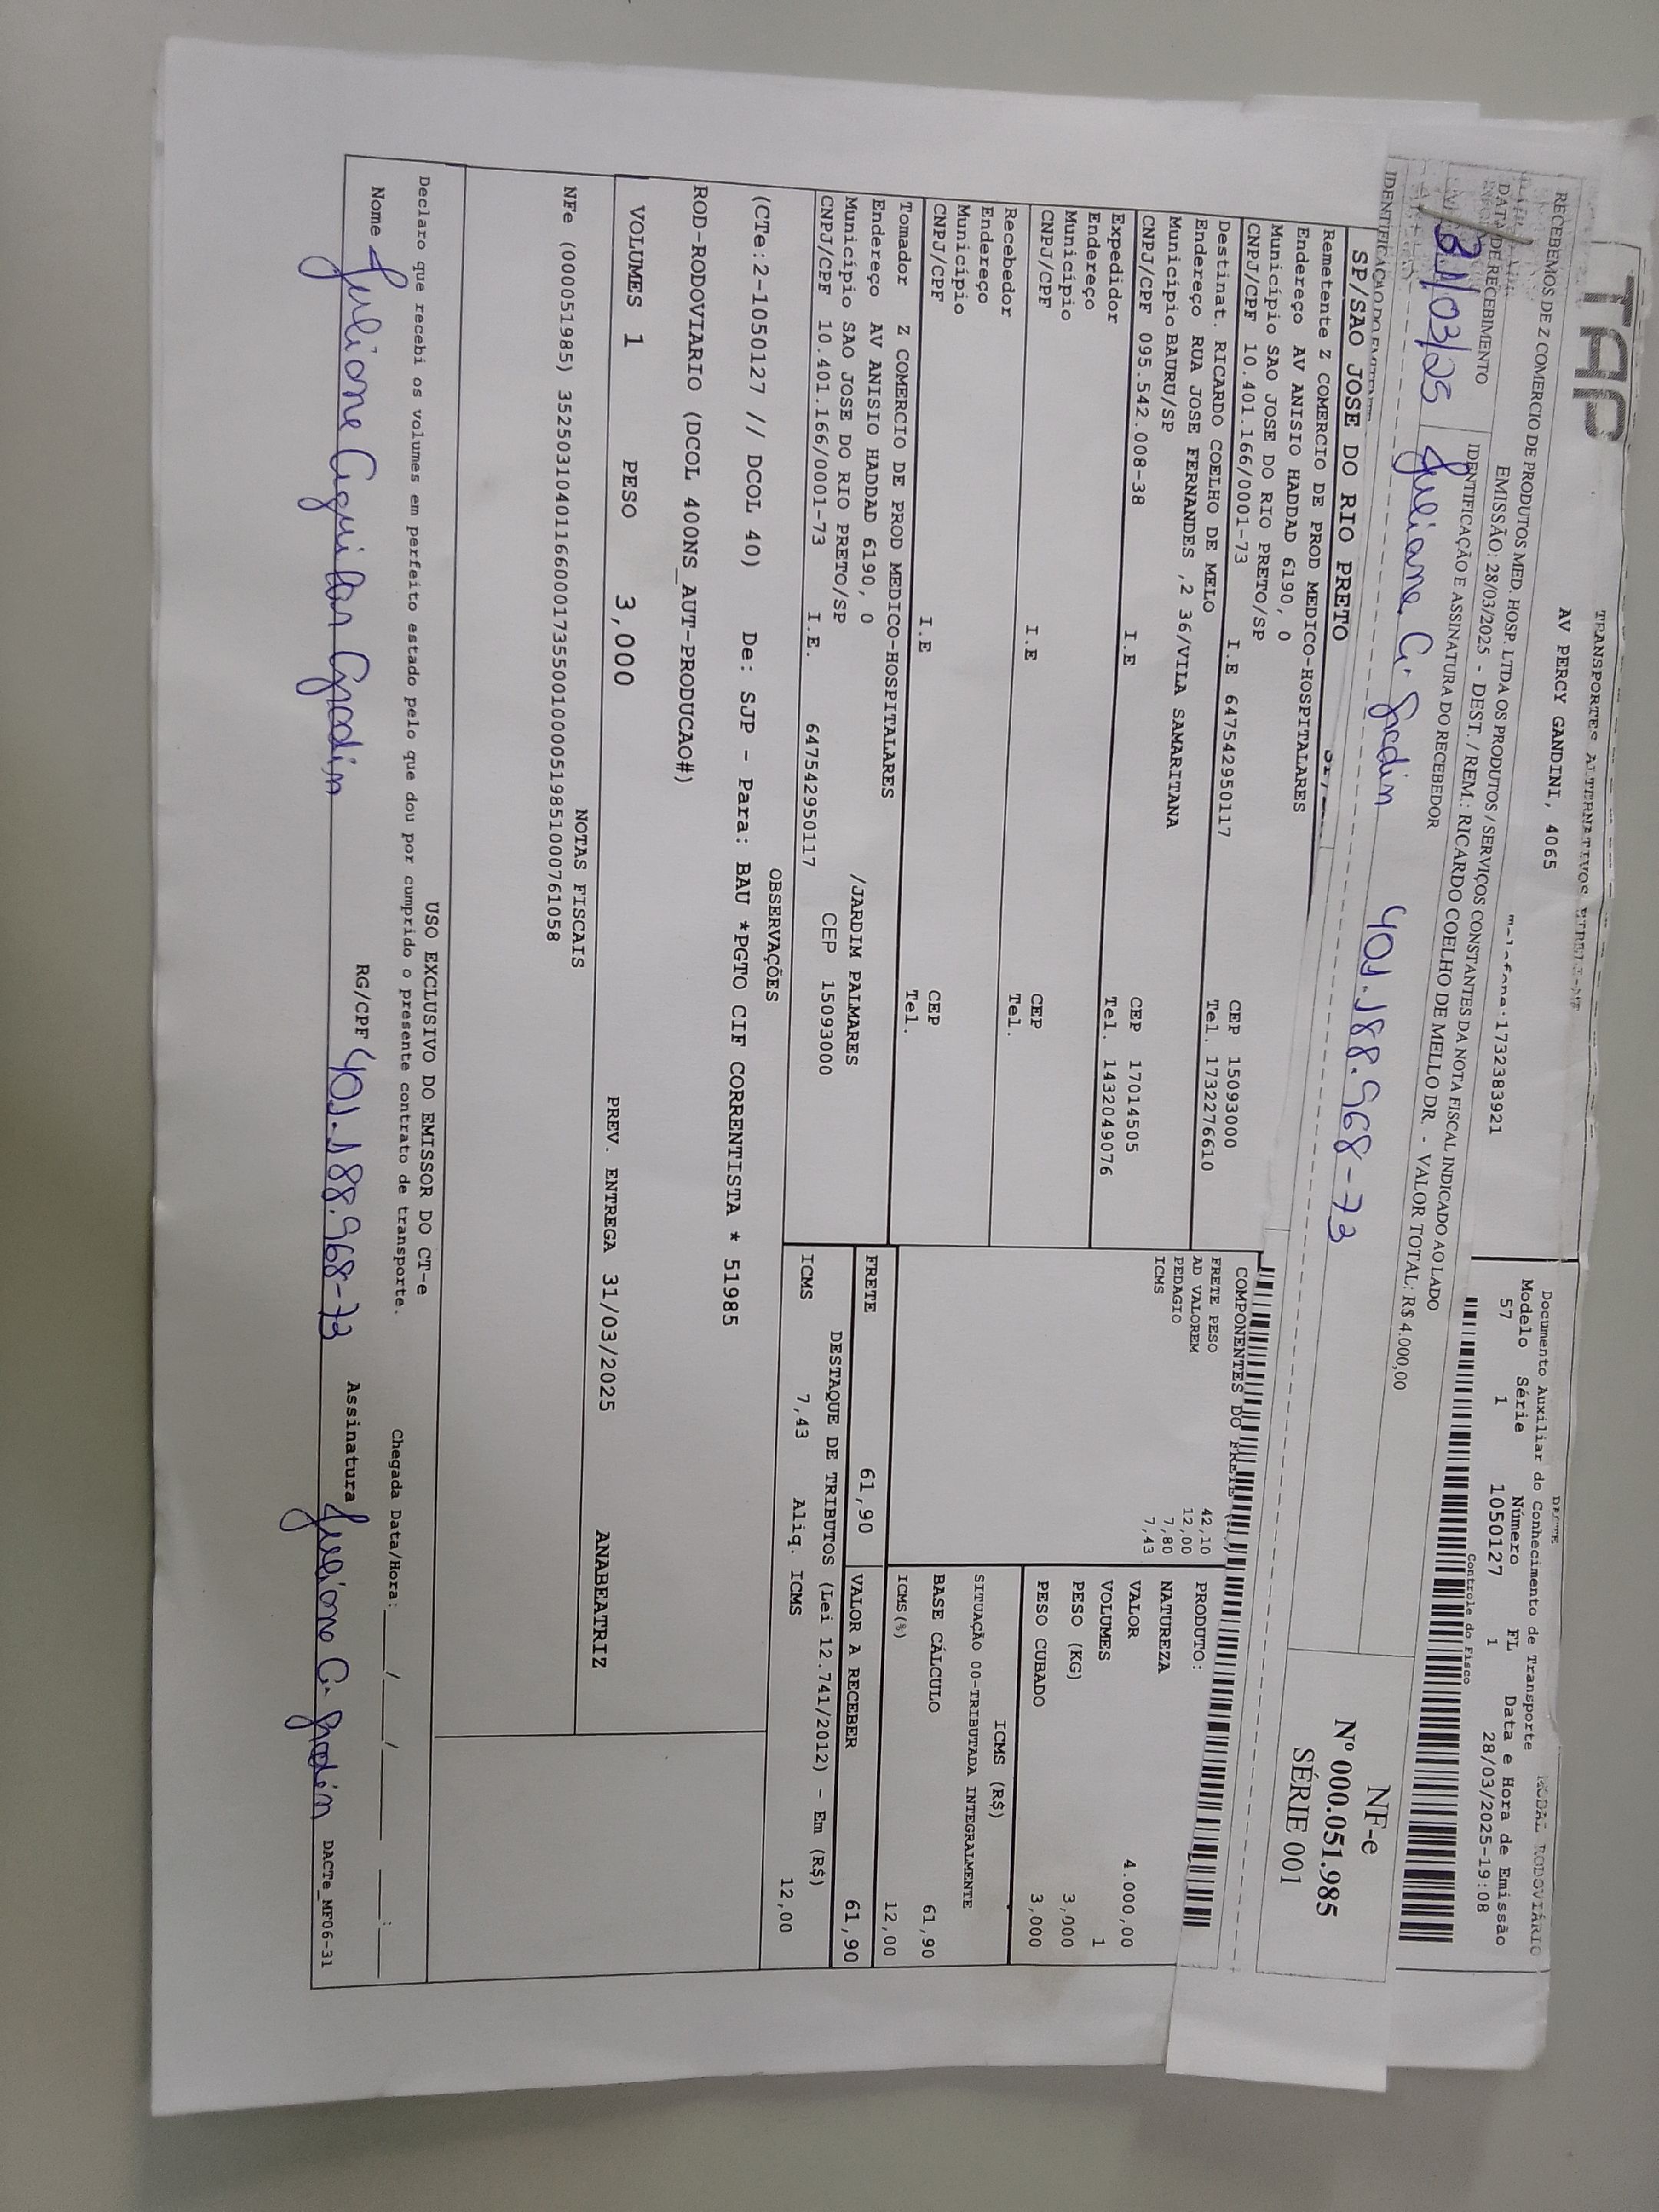 TAP
TRANSPORTES ALTERNATIVOS
AV PERCY GANDINI, 4065
1732383921
DACTE
MODAL RODOVIÁRIO
Documento Auxiliar do Conhecimento de Transporte
Modelo Série Número FL Data e Hora de Emissão
57 1 1050127 1 28/03/2025-19:08
Controle do Fisco
RECEBEMOS DE Z COMERCIO DE PRODUTOS MED. HOSP. LTDA OS PRODUTOS / SERVIÇOS CONSTANTES DA NOTA FISCAL INDICADO AO LADO
EMISSÃO: 28/03/2025 - DEST. / REM.: RICARDO COELHO DE MELLO DR. - VALOR TOTAL: R$ 4.000,00
DATA DE RECEBIMENTO
IDENTIFICAÇÃO E ASSINATURA DO RECEBEDOR
31/03/25 Juliane C. Gradin 401.188.968-73
NF-e
Nº 000.051.985
SÉRIE 001
SP/SAO JOSE DO RIO PRETO
Remetente Z COMERCIO DE PROD MEDICO-HOSPITALARES
Endereço AV ANISIO HADDAD 6190, 0
Município SAO JOSE DO RIO PRETO/SP CEP 15093000
CNPJ/CPF 10.401.166/0001-73 I.E 647542950117 Tel. 1732276610
Destinat. RICARDO COELHO DE MELO
Endereço RUA JOSE FERNANDES ,2 36/VILA SAMARITANA
Município BAURU/SP CEP 17014505
CNPJ/CPF 095.542.008-38 I.E Tel. 1432049076
Expedidor
Endereço
Município CEP
CNPJ/CPF I.E Tel.
Recebedor
Endereço
Município CEP
CNPJ/CPF I.E Tel.
Tomador Z COMERCIO DE PROD MEDICO-HOSPITALARES
Endereço AV ANISIO HADDAD 6190, 0 /JARDIM PALMARES
Município SAO JOSE DO RIO PRETO/SP CEP 15093000
CNPJ/CPF 10.401.166/0001-73 I.E. 647542950117
COMPONENTES DO FRETE
FRETE PESO 42,10
AD VALOREM 12,00
PEDAGIO 7,80
ICMS 7,43
PRODUTO:
NATUREZA
VALOR 4.000,00
VOLUMES 1
PESO (KG) 3,000
PESO CUBADO 3,000
ICMS (R$)
SITUAÇÃO 00-TRIBUTADA INTEGRALMENTE
BASE CÁLCULO 61,90
ICMS(%) 12,00
FRETE 61,90
VALOR A RECEBER 61,90
DESTAQUE DE TRIBUTOS (Lei 12.741/2012) - Em (R$)
ICMS 7,43 Aliq. ICMS 12,00
OBSERVAÇÕES
(CTe:2-1050127 // DCOL 40) De: SJP - Para: BAU *PGTO CIF CORRENTISTA * 51985
ROD-RODOVIARIO (DCOL 400NS_AUT-PRODUCAO#)
VOLUMES 1 PESO 3,000 PREV. ENTREGA 31/03/2025 ANABEATRIZ
NOTAS FISCAIS
NFe (000051985) 35250310401166000173550010000519851000761058
USO EXCLUSIVO DO EMISSOR DO CT-e
Declaro que recebi os volumes em perfeito estado pelo que dou por cumprido o presente contrato de transporte. Chegada Data/Hora: ____/____/____ ____:____
Nome Juliane Cguilar Gradin RG/CPF 401.188.968-73 Assinatura Juliane C. Gradin
DACTe_MF06-31